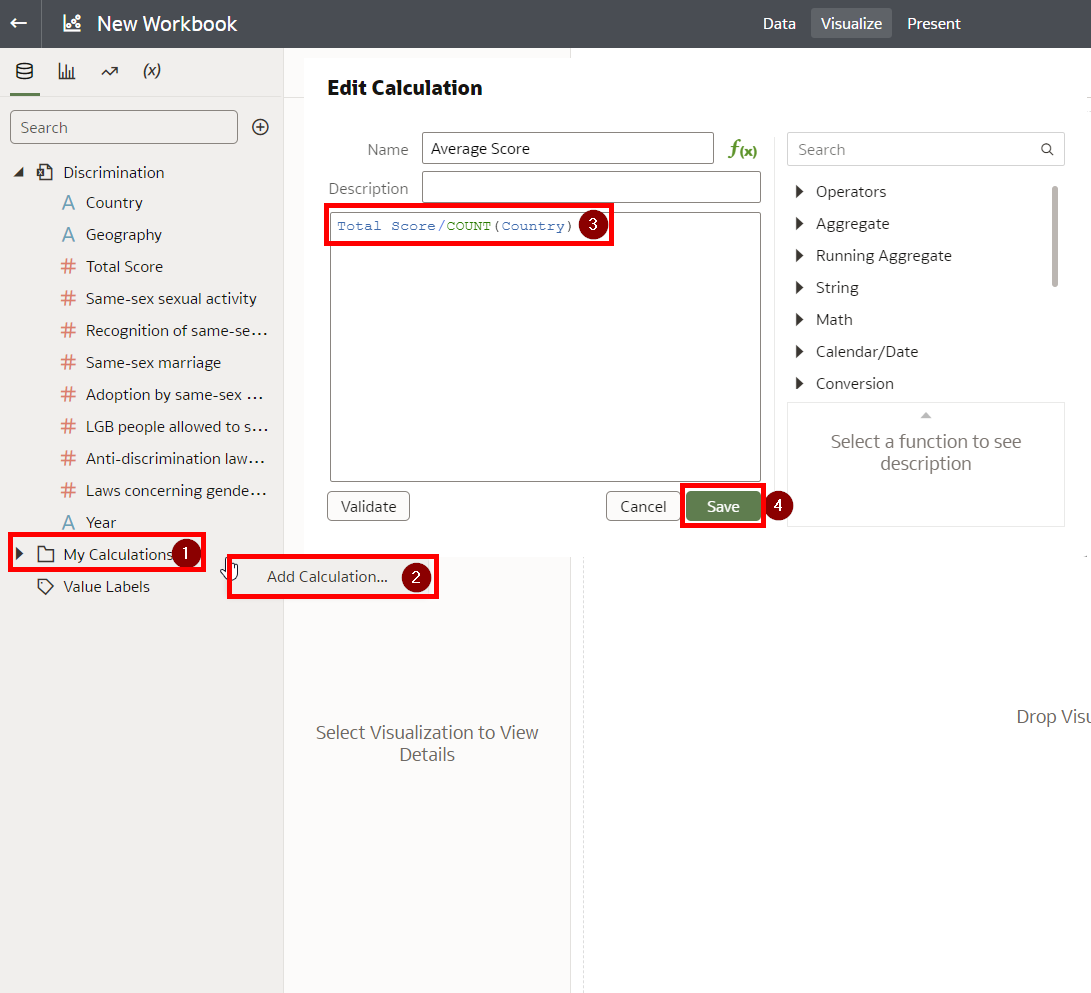 New Workbook
Data Visualize Present
(x)
Search
Discrimination
A Country
A Geography
# Total Score
# Same-sex sexual activity
# Recognition of same-se...
# Same-sex marriage
# Adoption by same-sex ...
# LGB people allowed to s...
# Anti-discrimination law...
# Laws concerning gende...
A Year
My Calculations 1
Value Labels
Add Calculation... 2
Edit Calculation
Name Average Score f(x)
Description
Total Score/COUNT(Country) 3
Validate Cancel Save 4
Search
Operators
Aggregate
Running Aggregate
String
Math
Calendar/Date
Conversion
Select a function to see
description
Select Visualization to View
Details
Drop Visu